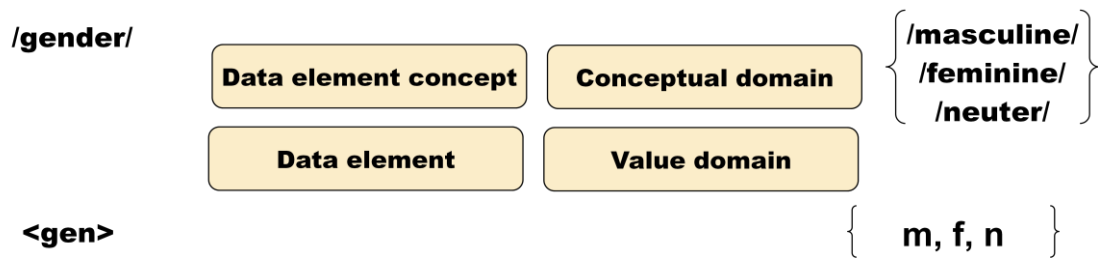 /gender/
Data element concept
Conceptual domain
/masculine/
/feminine/
/neuter/
Data element
Value domain
<gen>
m, f, n